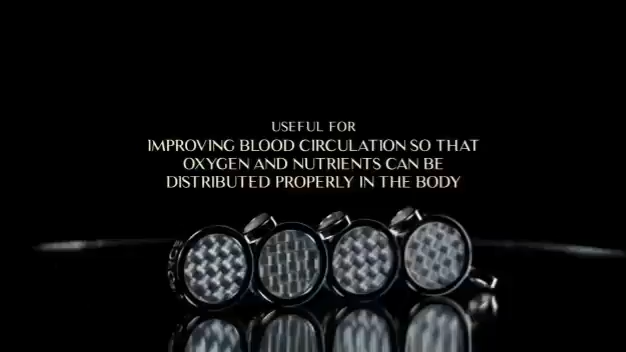 USEFUL FOR
IMPROVING BLOOD CIRCULATION SO THAT
OXYGEN AND NUTRIENTS CAN BE
DISTRIBUTED PROPERLY IN THE BODY